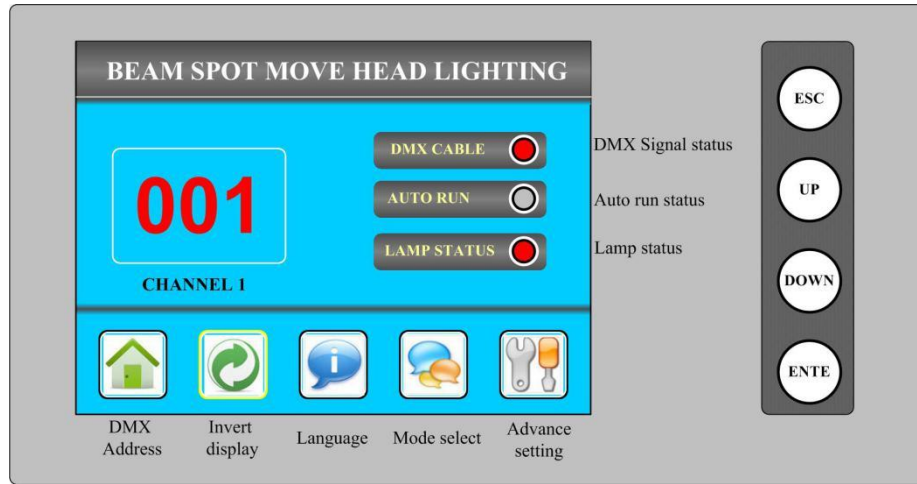 BEAM SPOT MOVE HEAD LIGHTING
001
CHANNEL 1
DMX CABLE
DMX Signal status
AUTO RUN
Auto run status
LAMP STATUS
Lamp status
DMX
Address
Invert
display
Language
Mode select
Advance
setting
ESC
UP
DOWN
ENTE